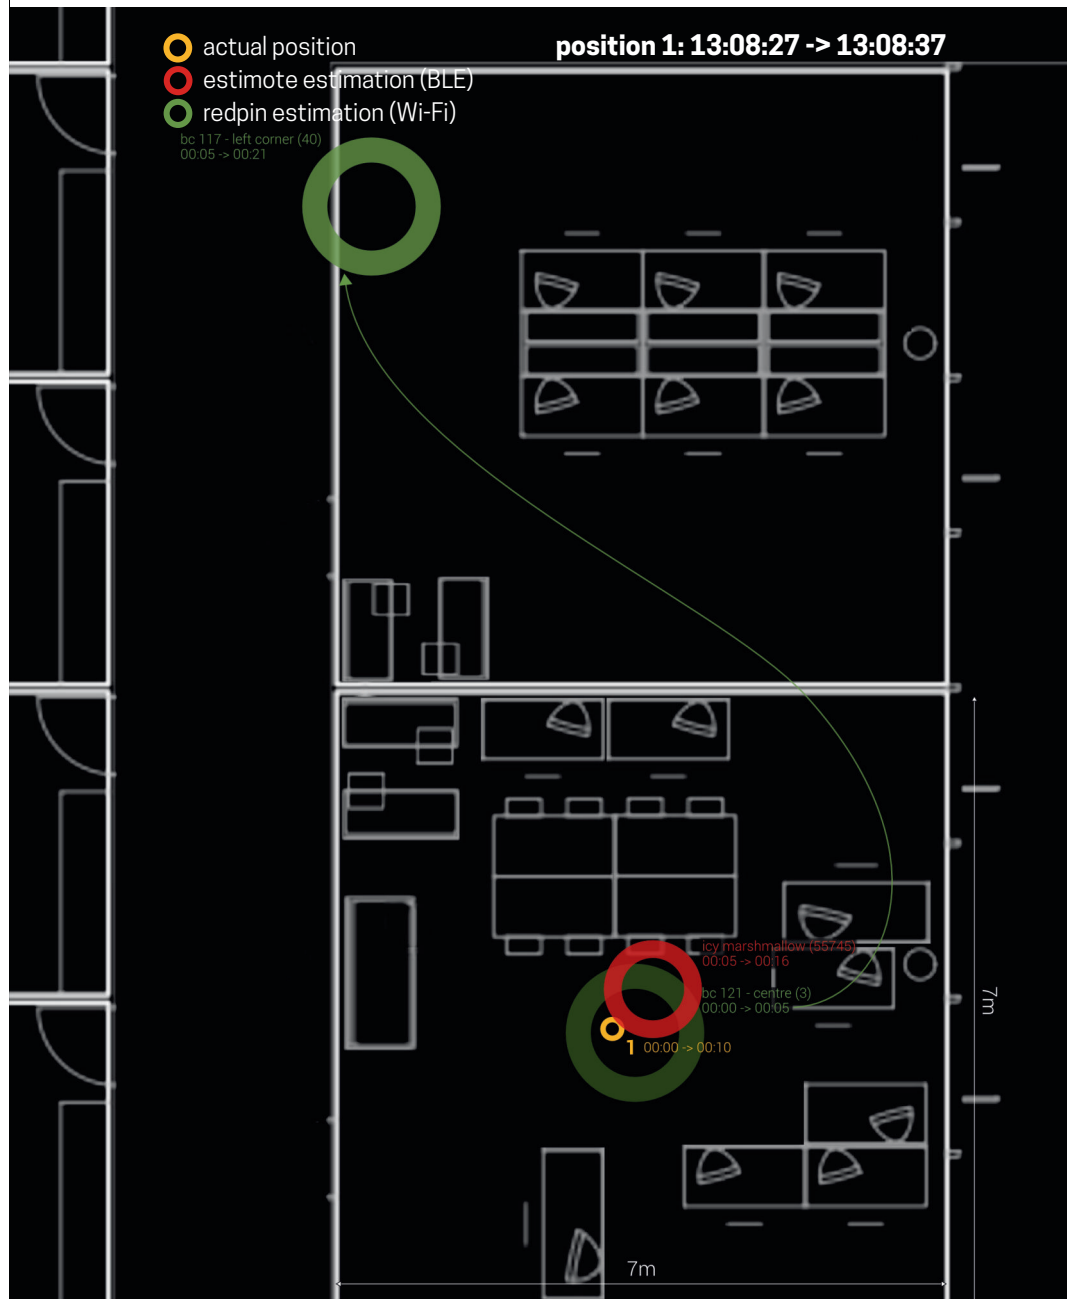 actual position
position 1: 13:08:27 -> 13:08:37
estimote estimation (BLE)
redpin estimation (Wi-Fi)
bc 117 - left corner (40)
00:05 -> 00:21
icy marshmallow (55745)
00:05 -> 00:16
bc 121 - centre (3)
00:00 -> 00:05
1 00:00 -> 00:10
7m
7m